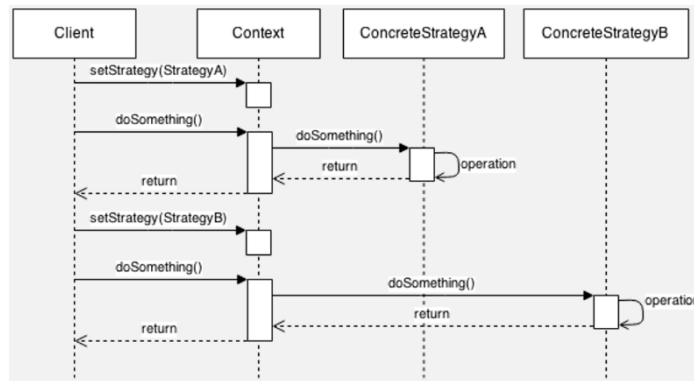 Client
Context
ConcreteStrategyA
ConcreteStrategyB
setStrategy(StrategyA)
doSomething()
doSomething()
return
operation
return
setStrategy(StrategyB)
doSomething()
doSomething()
return
operation
return